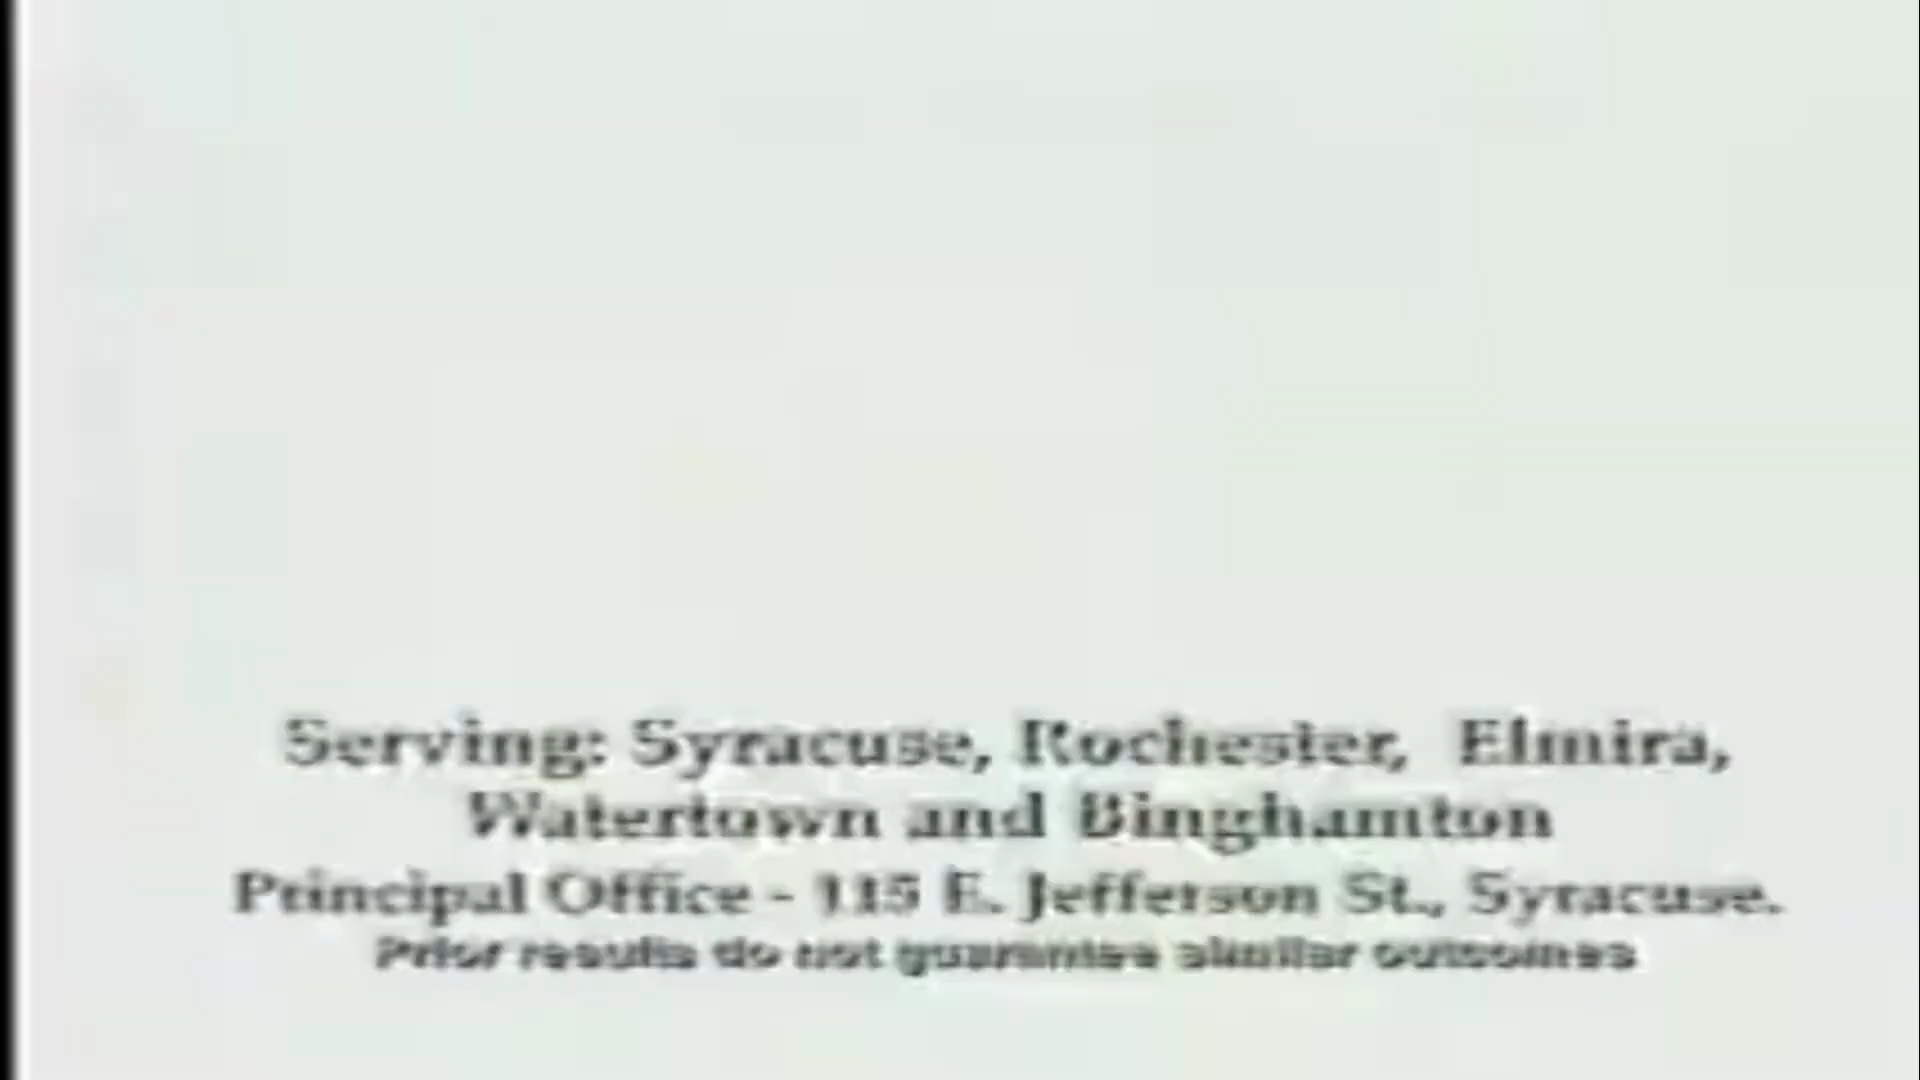 Serving: Syracuse, Rochester, Elmira,
Watertown and Binghamton
Principal Office - 115 E. Jefferson St., Syracuse.
Prior results do not guarantee similar outcomes